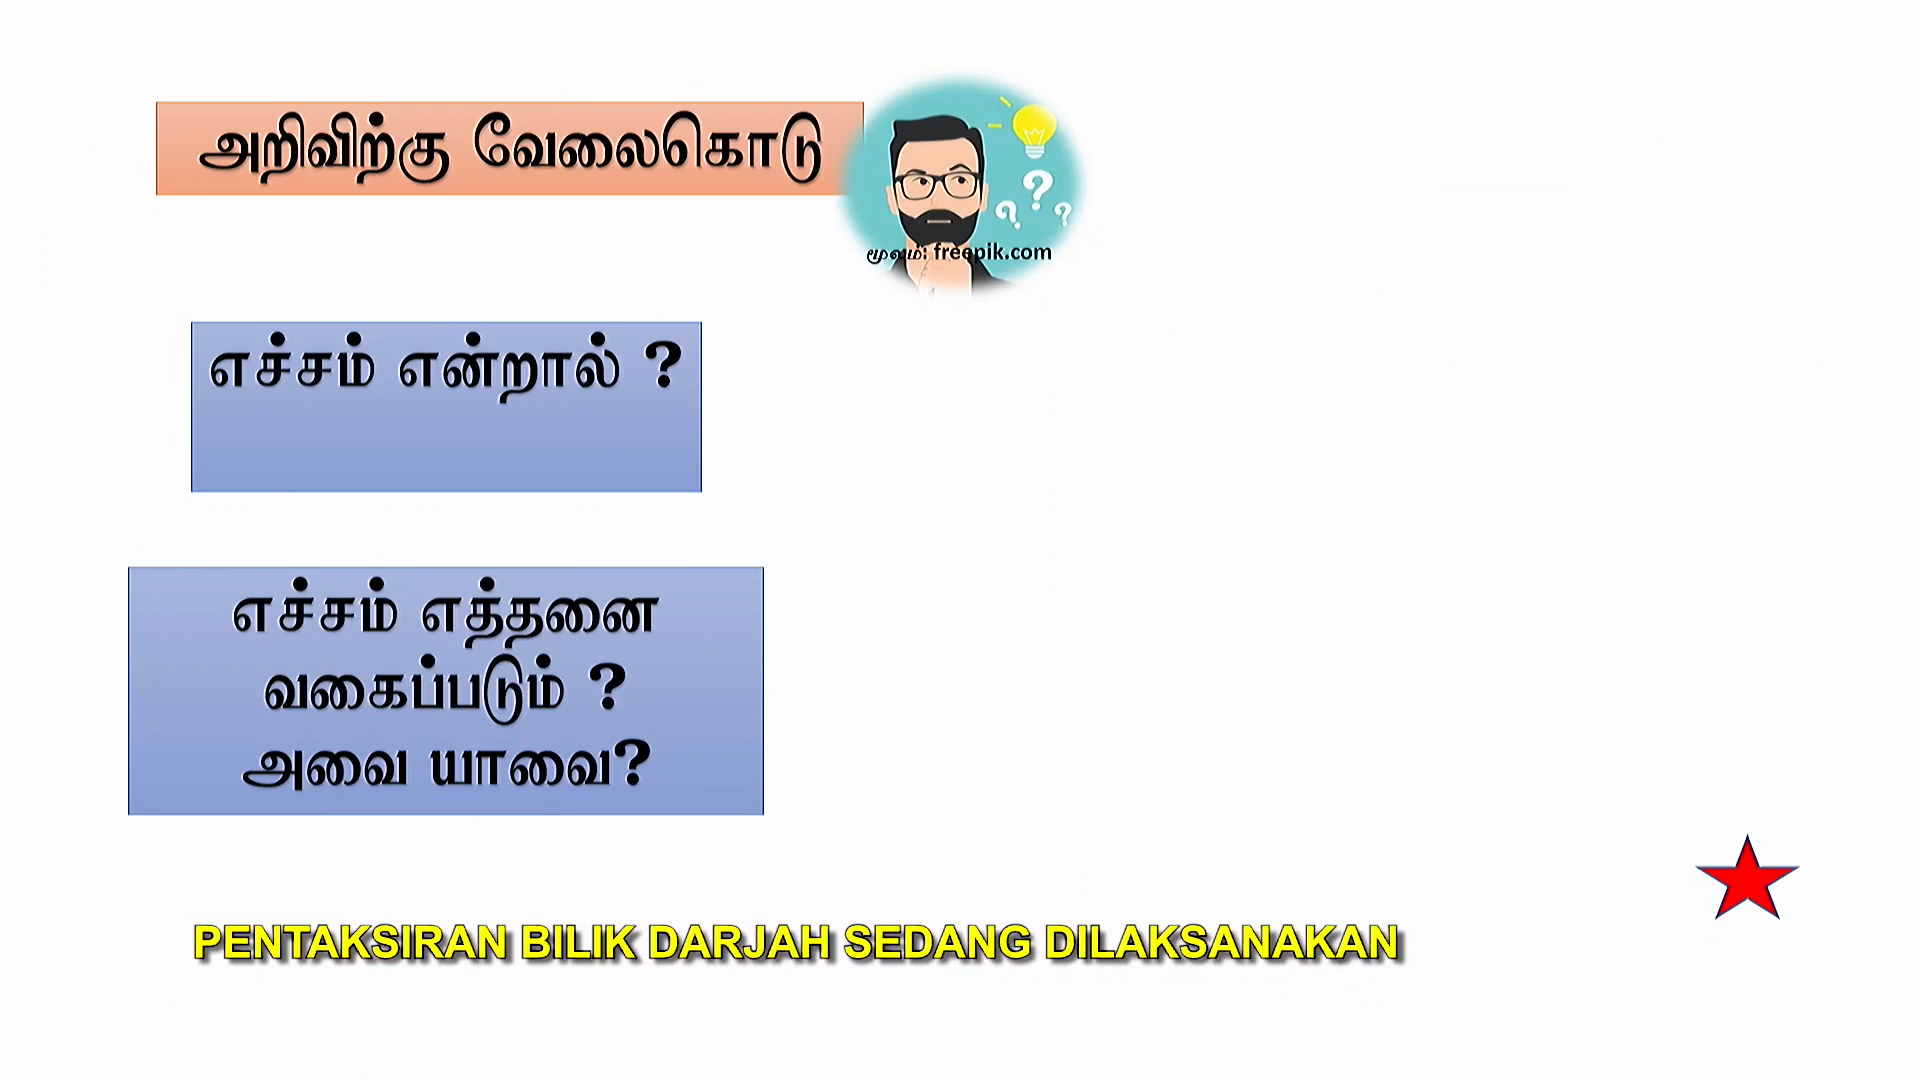 அறிவிற்கு வேலைகொடு
மூலம்: freepik.com
எச்சம் என்றால் ?
எச்சம் எத்தனை
வகைப்படும் ?
அவை யாவை?
PENTAKSIRAN BILIK DARJAH SEDANG DILAKSANAKAN